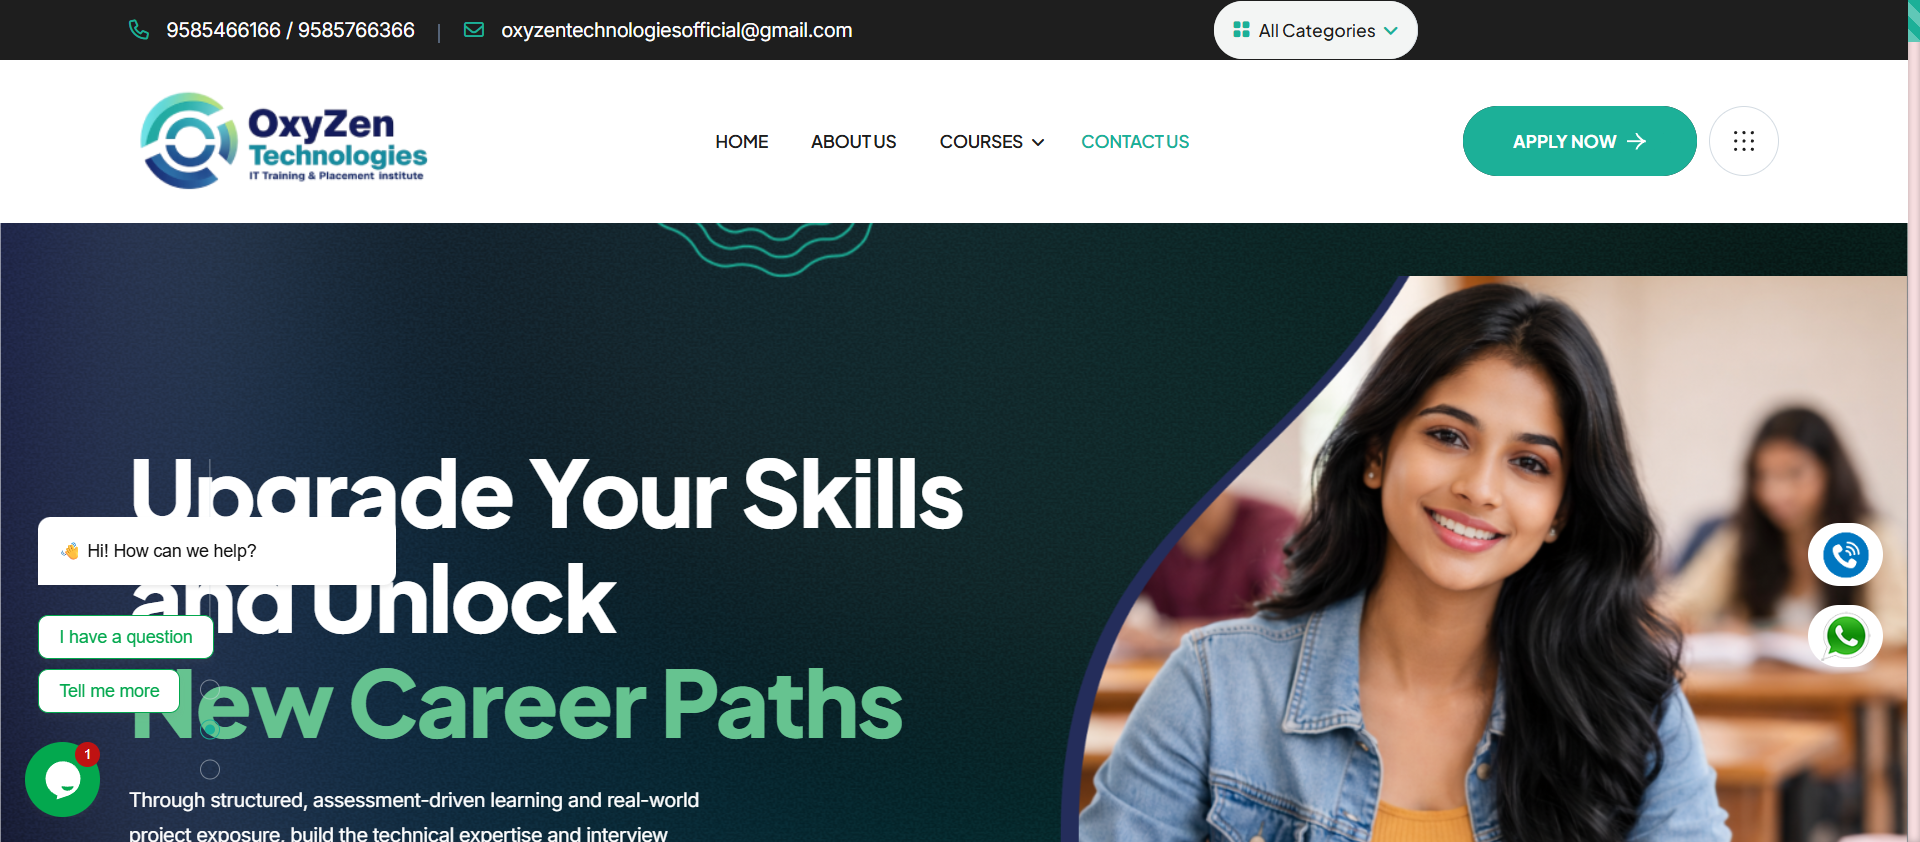 9585466166 / 9585766366
oxyzentechnologiesofficial@gmail.com
All Categories
OxyZen
Technologies
IT Training & Placement institute
HOME
ABOUT US
COURSES
CONTACT US
APPLY NOW
Upgrade Your Skills
and Unlock
New Career Paths
👋 Hi! How can we help?
I have a question
Tell me more
1
Through structured, assessment-driven learning and real-world
project exposure, build the technical expertise and interview